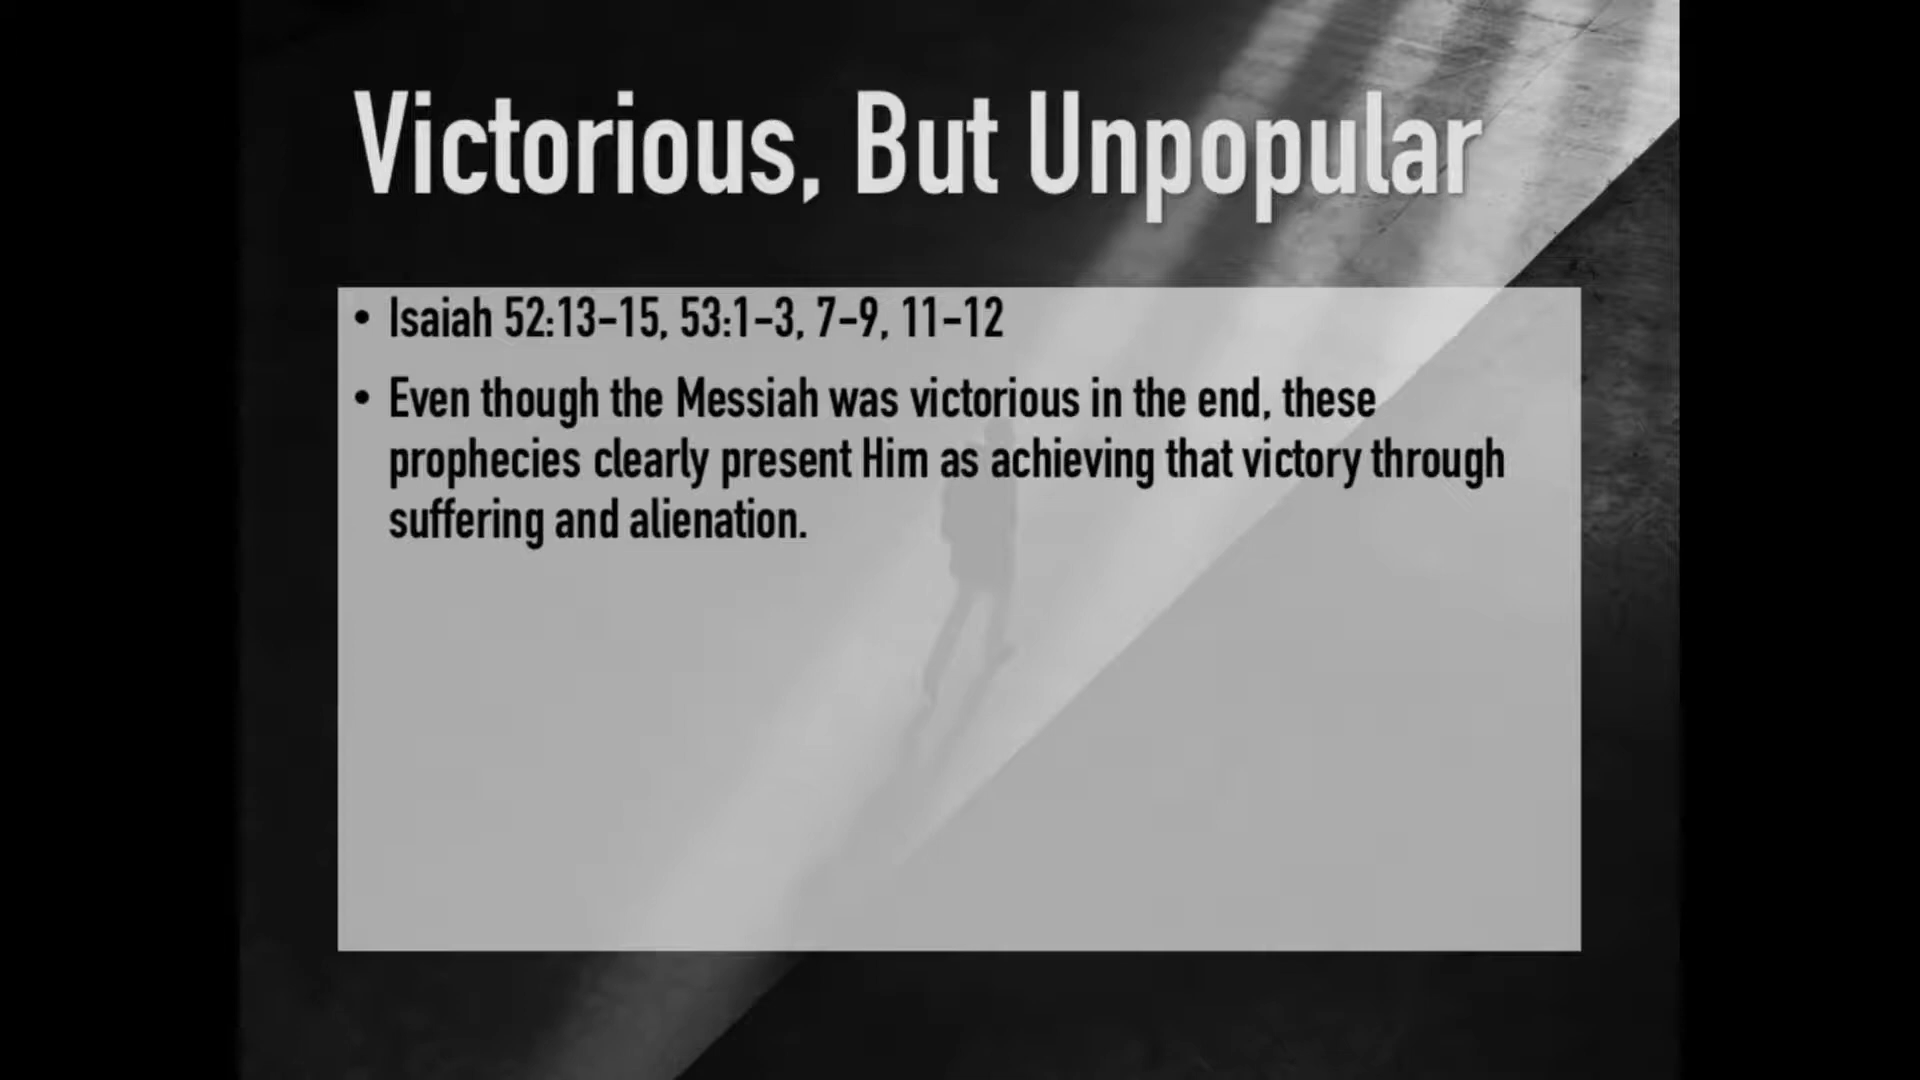 Victorious, But Unpopular
• Isaiah 52:13–15, 53:1–3, 7–9, 11–12
• Even though the Messiah was victorious in the end, these
prophecies clearly present Him as achieving that victory through
suffering and alienation.